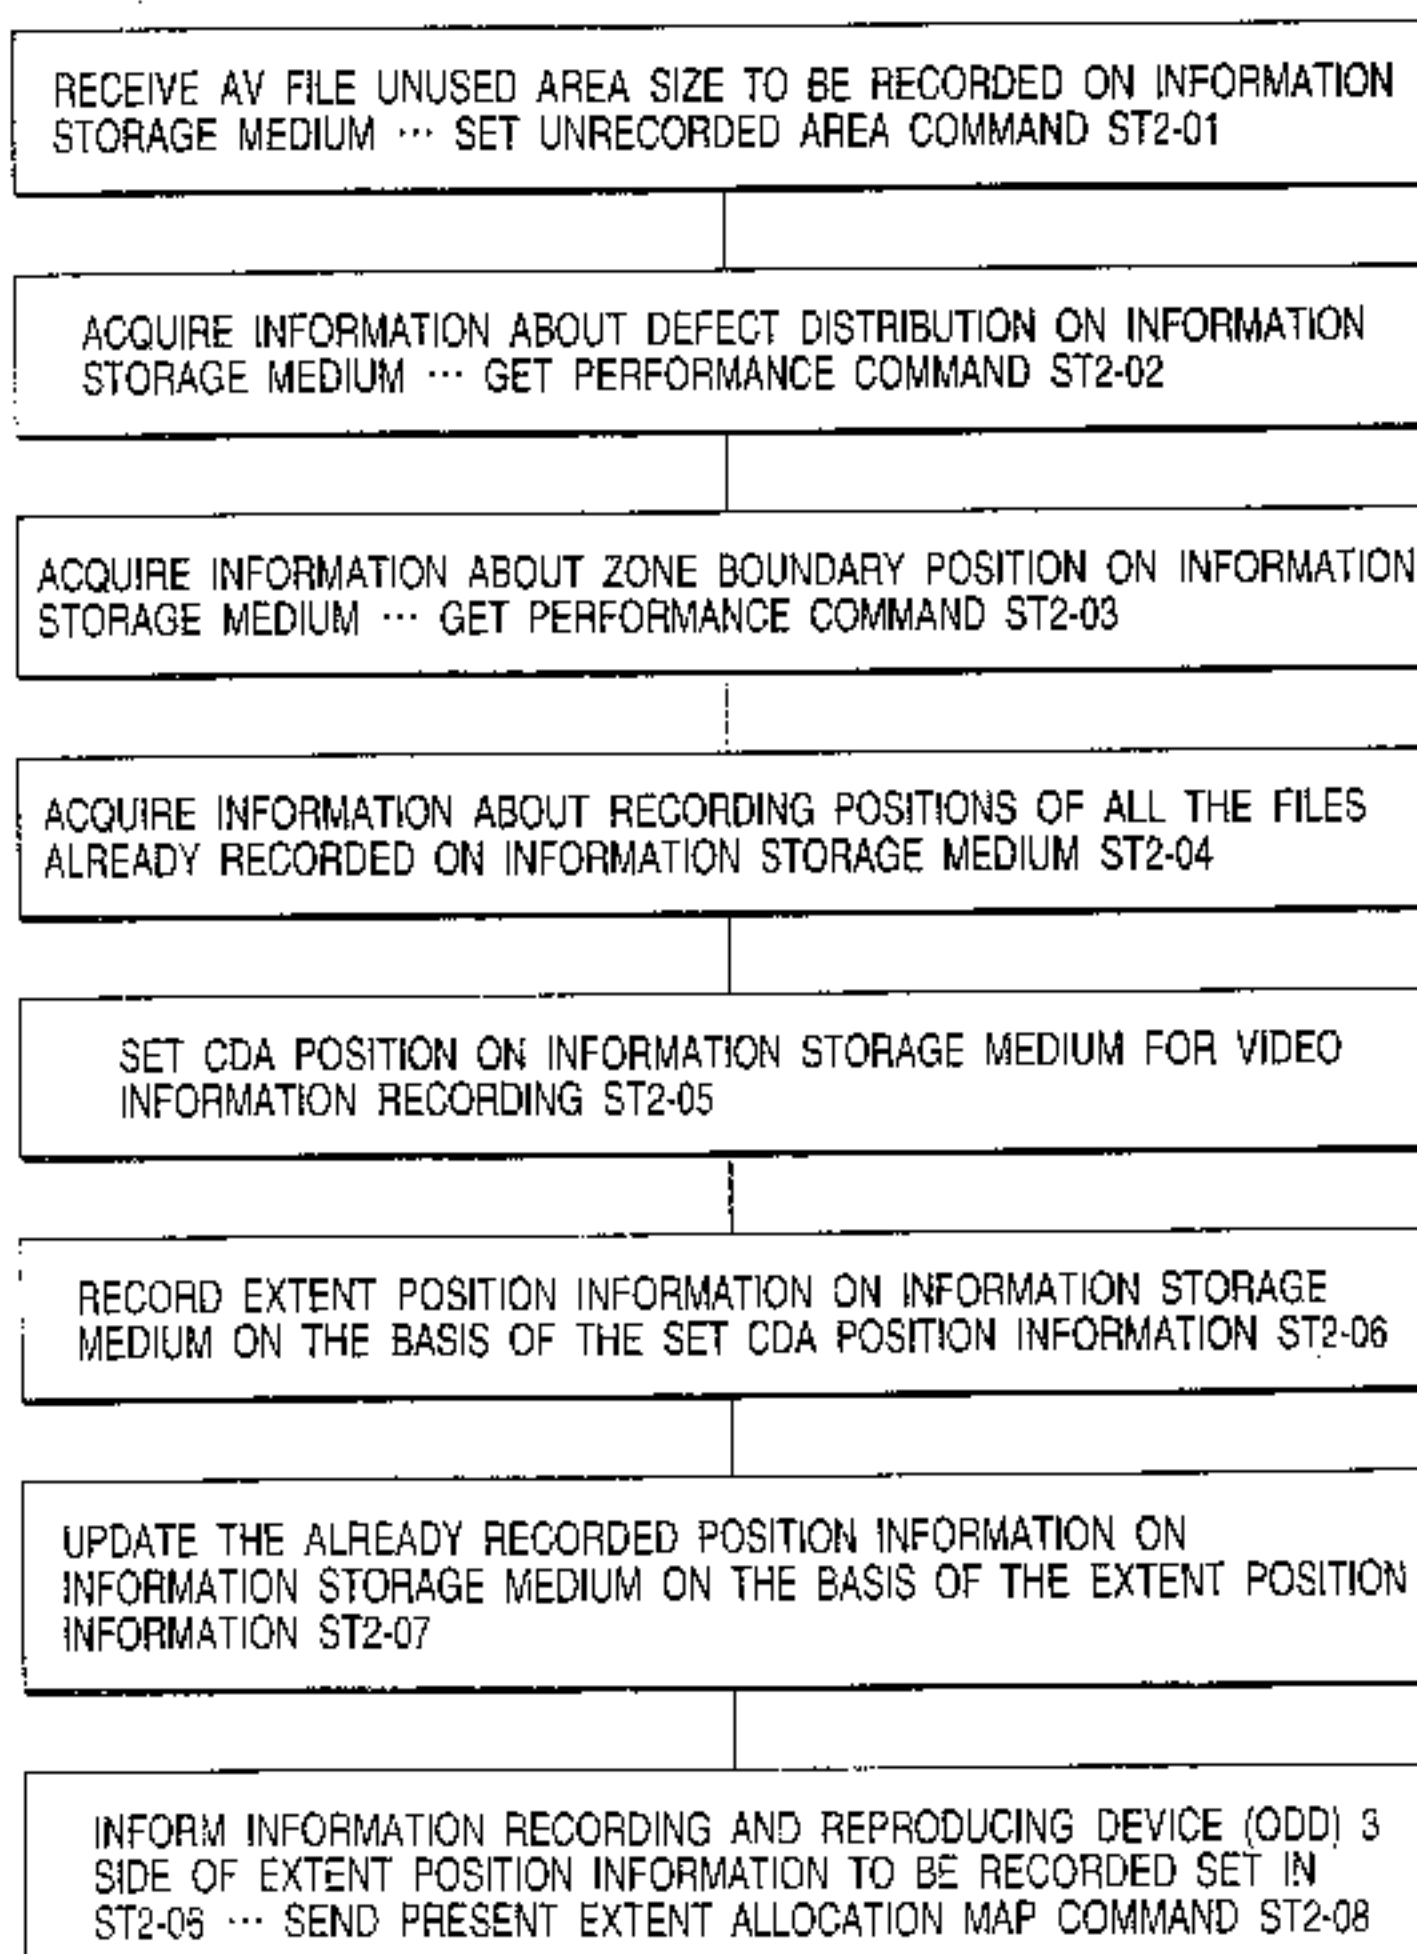 RECEIVE AV FILE UNUSED AREA SIZE TO BE RECORDED ON INFORMATION
STORAGE MEDIUM ··· SET UNRECORDED AREA COMMAND ST2-01
ACQUIRE INFORMATION ABOUT DEFECT DISTRIBUTION ON INFORMATION
STORAGE MEDIUM ··· GET PERFORMANCE COMMAND ST2-02
ACQUIRE INFORMATION ABOUT ZONE BOUNDARY POSITION ON INFORMATION
STORAGE MEDIUM ··· GET PERFORMANCE COMMAND ST2-03
ACQUIRE INFORMATION ABOUT RECORDING POSITIONS OF ALL THE FILES
ALREADY RECORDED ON INFORMATION STORAGE MEDIUM ST2-04
SET CDA POSITION ON INFORMATION STORAGE MEDIUM FOR VIDEO
INFORMATION RECORDING ST2-05
RECORD EXTENT POSITION INFORMATION ON INFORMATION STORAGE
MEDIUM ON THE BASIS OF THE SET CDA POSITION INFORMATION ST2-06
UPDATE THE ALREADY RECORDED POSITION INFORMATION ON
INFORMATION STORAGE MEDIUM ON THE BASIS OF THE EXTENT POSITION
INFORMATION ST2-07
INFORM INFORMATION RECORDING AND REPRODUCING DEVICE (ODD) 3
SIDE OF EXTENT POSITION INFORMATION TO BE RECORDED SET IN
ST2-06 ··· SEND PRESENT EXTENT ALLOCATION MAP COMMAND ST2-08